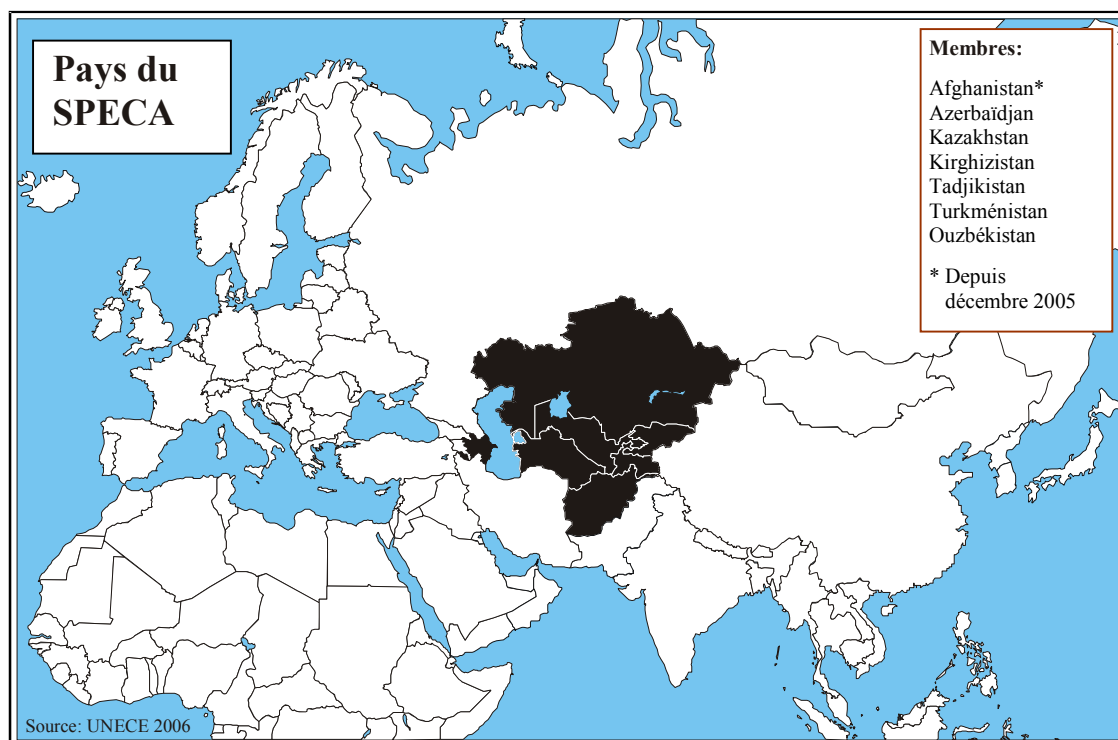 Pays du
SPECA
Membres:
Afghanistan*
Azerbaïdjan
Kazakhstan
Kirghizistan
Tadjikistan
Turkménistan
Ouzbékistan
* Depuis
décembre 2005
Source: UNECE 2006